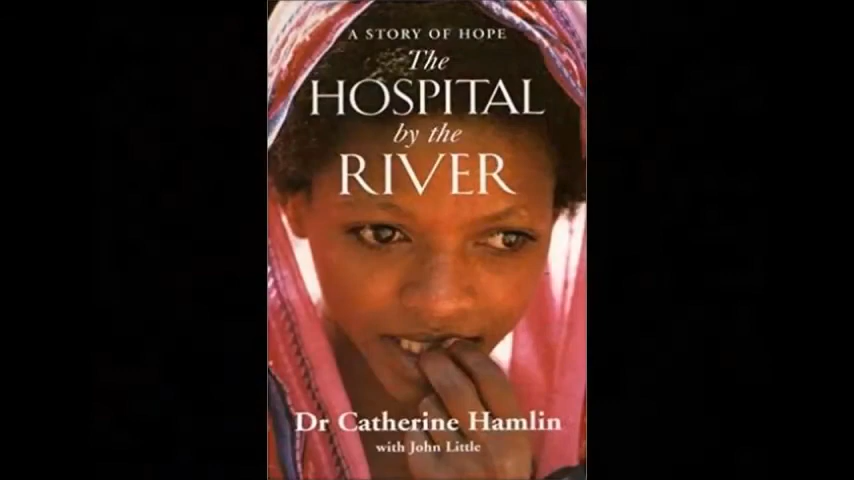 A STORY OF HOPE
The
HOSPITAL
by the
RIVER
Dr Catherine Hamlin
with John Little